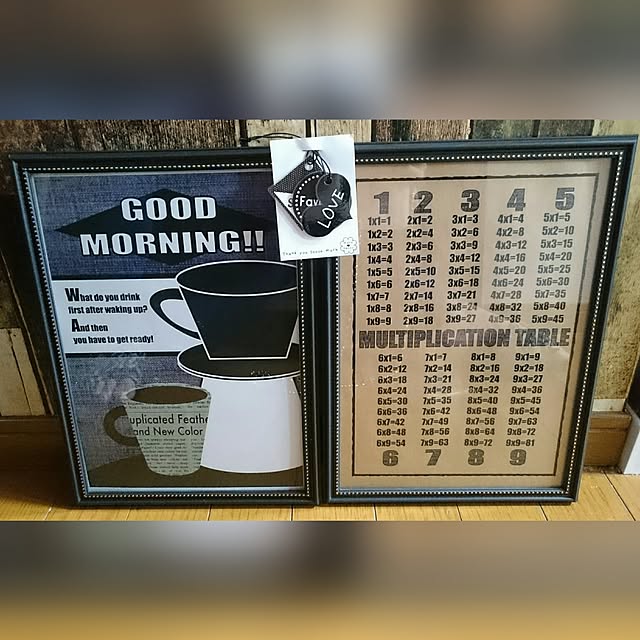 GOOD
MORNING!!
What do you drink
first after waking up?
And then
you have to get ready!
uplicated Feathe
and New Color
Fav
LOVE
Thank you
1 2 3 4 5
1x1=1 2x1=2 3x1=3 4x1=4 5x1=5
1x2=2 2x2=4 3x2=6 4x2=8 5x2=10
1x3=3 2x3=6 3x3=9 4x3=12 5x3=15
1x4=4 2x4=8 3x4=12 4x4=16 5x4=20
1x5=5 2x5=10 3x5=15 4x5=20 5x5=25
1x6=6 2x6=12 3x6=18 4x6=24 5x6=30
1x7=7 2x7=14 3x7=21 4x7=28 5x7=35
1x8=8 2x8=16 3x8=24 4x8=32 5x8=40
1x9=9 2x9=18 3x9=27 4x9=36 5x9=45
MULTIPLICATION TABLE
6x1=6 7x1=7 8x1=8 9x1=9
6x2=12 7x2=14 8x2=16 9x2=18
6x3=18 7x3=21 8x3=24 9x3=27
6x4=24 7x4=28 8x4=32 9x4=36
6x5=30 7x5=35 8x5=40 9x5=45
6x6=36 7x6=42 8x6=48 9x6=54
6x7=42 7x7=49 8x7=56 9x7=63
6x8=48 7x8=56 8x8=64 9x8=72
6x9=54 7x9=63 8x9=72 9x9=81
6 7 8 9